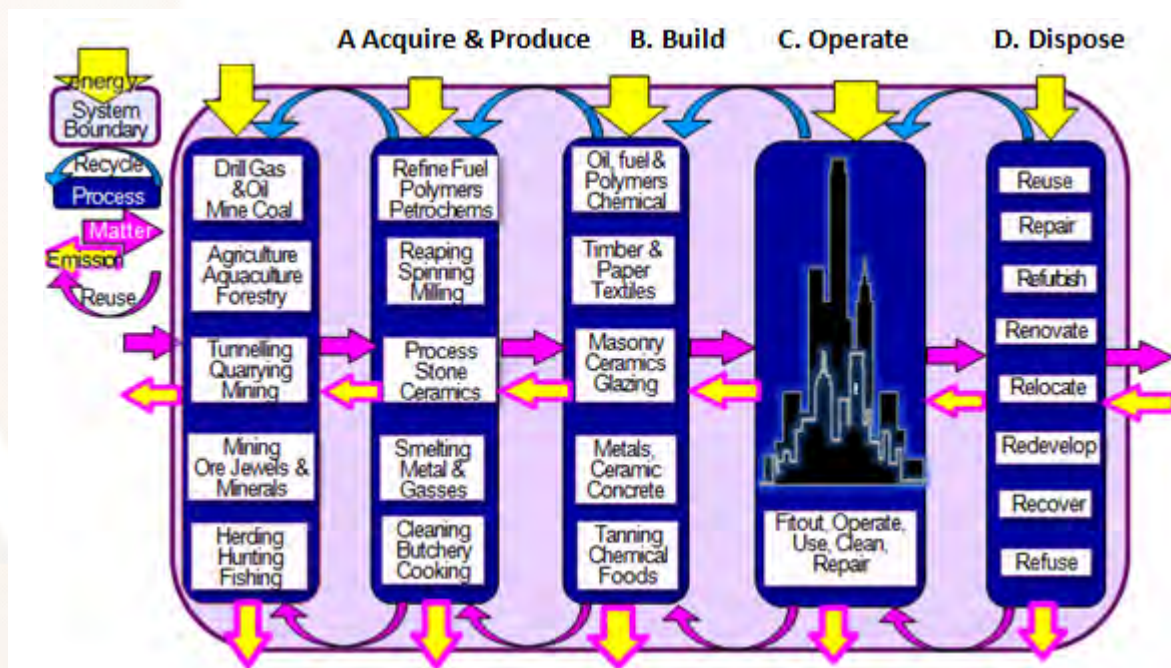 A Acquire & Produce
B. Build
C. Operate
D. Dispose
energy
System
Boundary
Recycle
Process
Matter
Emission
Reuse
Drill Gas
&Oil
Mine Coal
Agriculture
Aquaculture
Forestry
Tunnelling
Quarrying
Mining
Mining
Ore Jewels &
Minerals
Herding
Hunting
Fishing
Refine Fuel
Polymers
Petrochems
Reaping
Spinning
Milling
Process
Stone
Ceramics
Smelting
Metal &
Gasses
Cleaning
Butchery
Cooking
Oil, fuel &
Polymers
Chemical
Timber &
Paper
Textiles
Masonry
Ceramics
Glazing
Metals,
Ceramic
Concrete
Tanning
Chemical
Foods
Fitout, Operate,
Use, Clean,
Repair
Reuse
Repair
Refurbish
Renovate
Relocate
Redevelop
Recover
Refuse